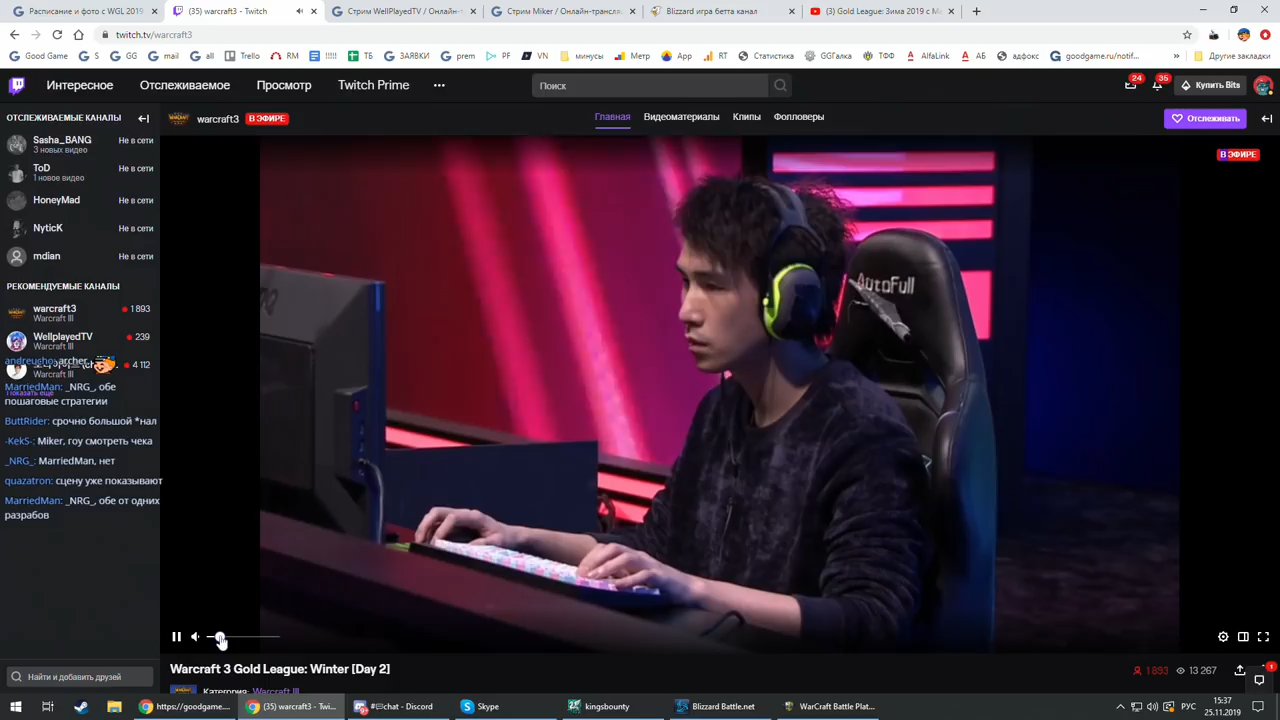 Расписание и фото с WGL 2019
(35) warcraft3 - Twitch
Стрим WellPlayedTV / Онлайн-т
Стрим Miker / Онлайн-трансля
Blizzard игра бетта канал
(3) Gold League: Зима 2019 с М
twitch.tv/warcraft3
Good Game
S
GG
mail
all
Trello
RM
!!!!
ТБ
ЗАЯВКИ
prem
PF
VN
минусы
Метр
App
RT
Статистика
GGГалка
ТФФ
AlfaLink
АБ
адфокс
goodgame.ru/notif...
»
Другие закладки
Интересное
Отслеживаемое
Просмотр
Twitch Prime
Поиск
24
35
Купить Bits
ОТСЛЕЖИВАЕМЫЕ КАНАЛЫ
warcraft3
В ЭФИРЕ
Главная
Видеоматериалы
Клипы
Фолловеры
Отслеживать
Sasha_BANG
Не в сети
3 новых видео
ToD
Не в сети
1 новое видео
HoneyMad
Не в сети
NyticK
Не в сети
mdian
Не в сети
РЕКОМЕНДУЕМЫЕ КАНАЛЫ
warcraft3
1 893
Warcraft III
WellplayedTV
239
Warcraft III
andreucho: archer
4 112
Warcraft III
MarriedMan: _NRG_, обе
Показать ещё
пошаговые стратегии
ButtRider: срочно большой *нал
-KekS-: Miker, гоу смотреть чека
_NRG_: MarriedMan, нет
quazatron: сцену уже показывают
MarriedMan: _NRG_, обе от одних
разрабов
Найти и добавить друзей
В ЭФИРЕ
AutoFull
Warcraft 3 Gold League: Winter [Day 2]
1 893
13 267
Категория: Warcraft III
1
https://goodgame....
(35) warcraft3 - Twi...
#chat - Discord
Skype
kingsbounty
Blizzard Battle.net
WarCraft Battle Plat...
РУС
15:37
25.11.2019